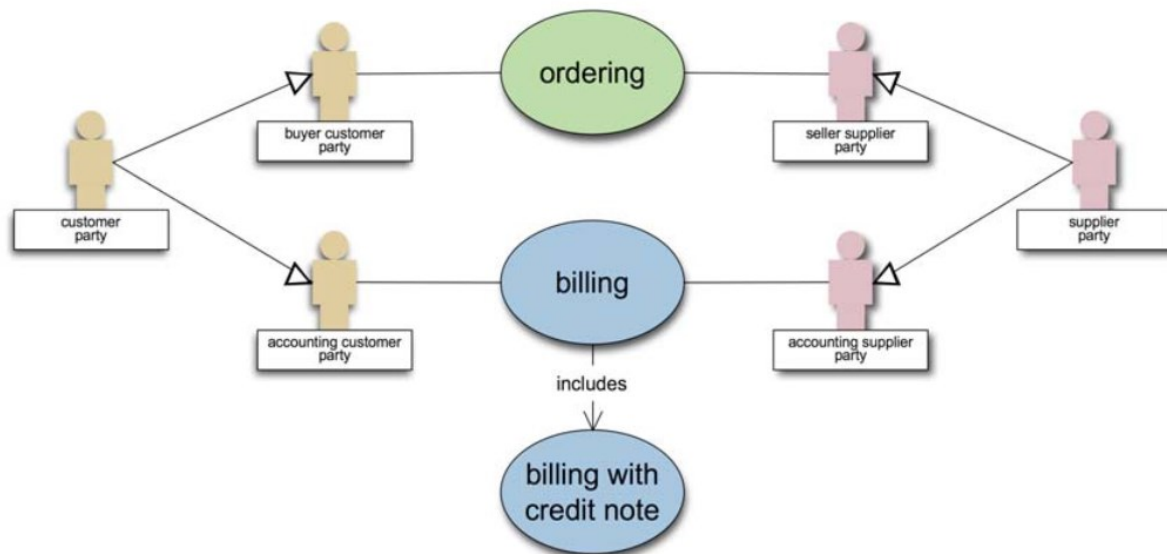 ordering
buyer customer
party
seller supplier
party
customer
party
supplier
party
billing
accounting customer
party
accounting supplier
party
includes
billing with
credit note